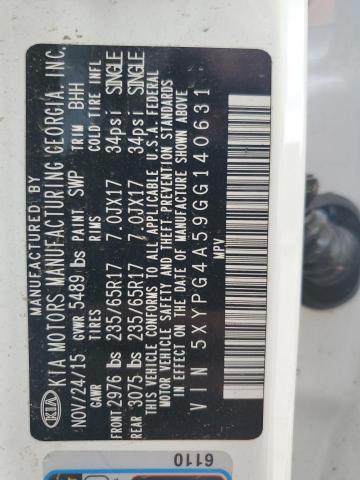 MANUFACTURED BY
KIA KIA MOTORS MANUFACTURING GEORGIA, INC.
NOV/24/15 GVWR 5489 lbs PAINT SWP TRIM BHH
GAWR TIRES RIMS COLD TIRE INFL
FRONT 2976 lbs 235/65R17 7.0JX17 34psi SINGLE
REAR 3075 lbs 235/65R17 7.0JX17 34psi SINGLE
THIS VEHICLE CONFORMS TO ALL APPLICABLE U.S.A. FEDERAL
MOTOR VEHICLE SAFETY AND THEFT PREVENTION STANDARDS
IN EFFECT ON THE DATE OF MANUFACTURE SHOWN ABOVE
MPV
VIN 5XYPG4A59GG140631
6110